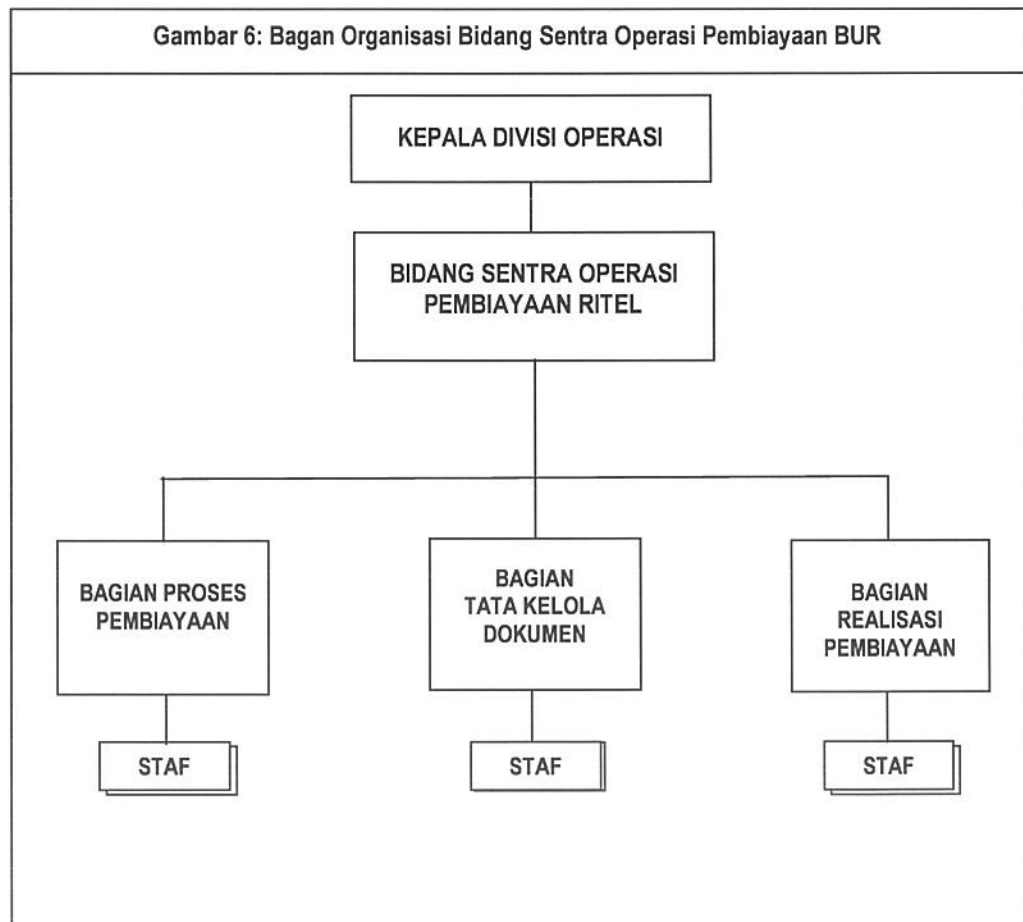 Gambar 6: Bagan Organisasi Bidang Sentra Operasi Pembiayaan BUR
KEPALA DIVISI OPERASI
BIDANG SENTRA OPERASI
PEMBIAYAAN RITEL
BAGIAN PROSES
PEMBIAYAAN
BAGIAN
TATA KELOLA
DOKUMEN
BAGIAN
REALISASI
PEMBIAYAAN
STAF
STAF
STAF